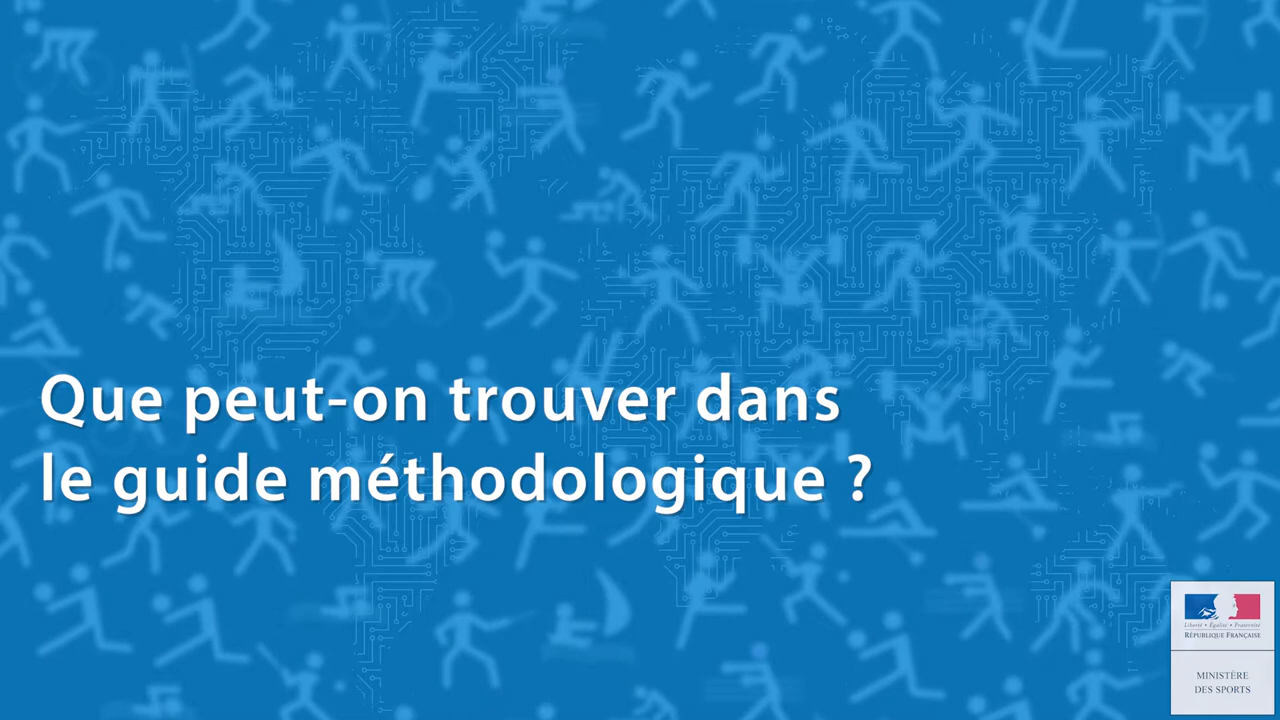 Que peut-on trouver dans
le guide méthodologique ?
Liberté • Égalité • Fraternité
RÉPUBLIQUE FRANÇAISE
MINISTÈRE
DES SPORTS